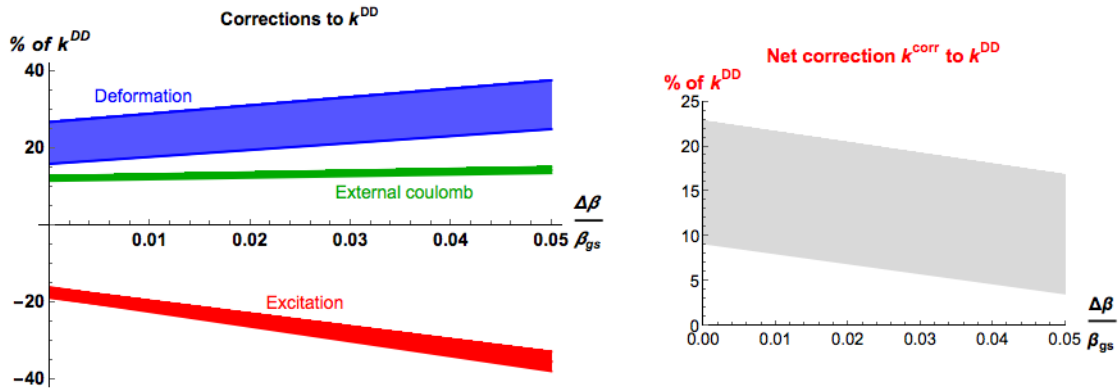 Corrections to k^DD
% of k^DD
40
Deformation
20
External coulomb
Δβ
β_gs
0.01 0.02 0.03 0.04 0.05
−20
Excitation
−40
Net correction k^corr to k^DD
% of k^DD
25
20
15
10
5
0
0.00 0.01 0.02 0.03 0.04 0.05
Δβ
β_gs